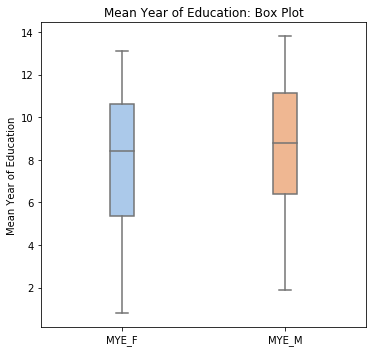 Mean Year of Education: Box Plot
Mean Year of Education
14
12
10
8
6
4
2
MYE_F
MYE_M